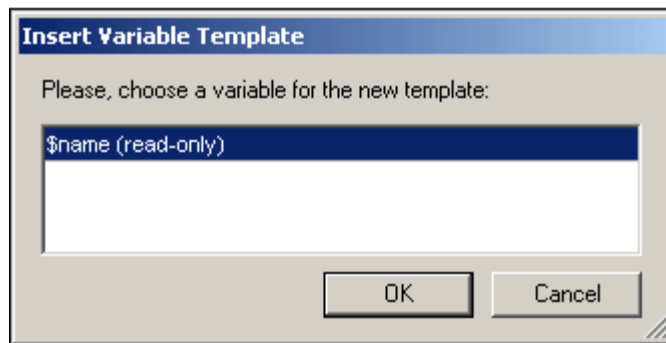 Insert Variable Template
Please, choose a variable for the new template:
$name (read-only)
OK
Cancel